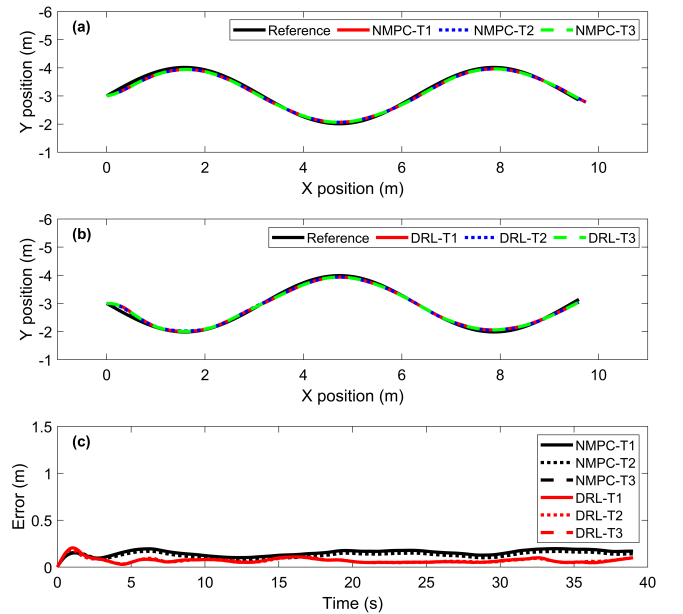 (a)
Reference NMPC-T1 NMPC-T2 NMPC-T3
-6
-5
-4
-3
-2
-1
Y position (m)
0 2 4 6 8 10
X position (m)
(b)
Reference DRL-T1 DRL-T2 DRL-T3
-6
-5
-4
-3
-2
-1
Y position (m)
0 2 4 6 8 10
X position (m)
(c)
NMPC-T1
NMPC-T2
NMPC-T3
DRL-T1
DRL-T2
DRL-T3
1.5
1
0.5
0
Error (m)
0 5 10 15 20 25 30 35 40
Time (s)